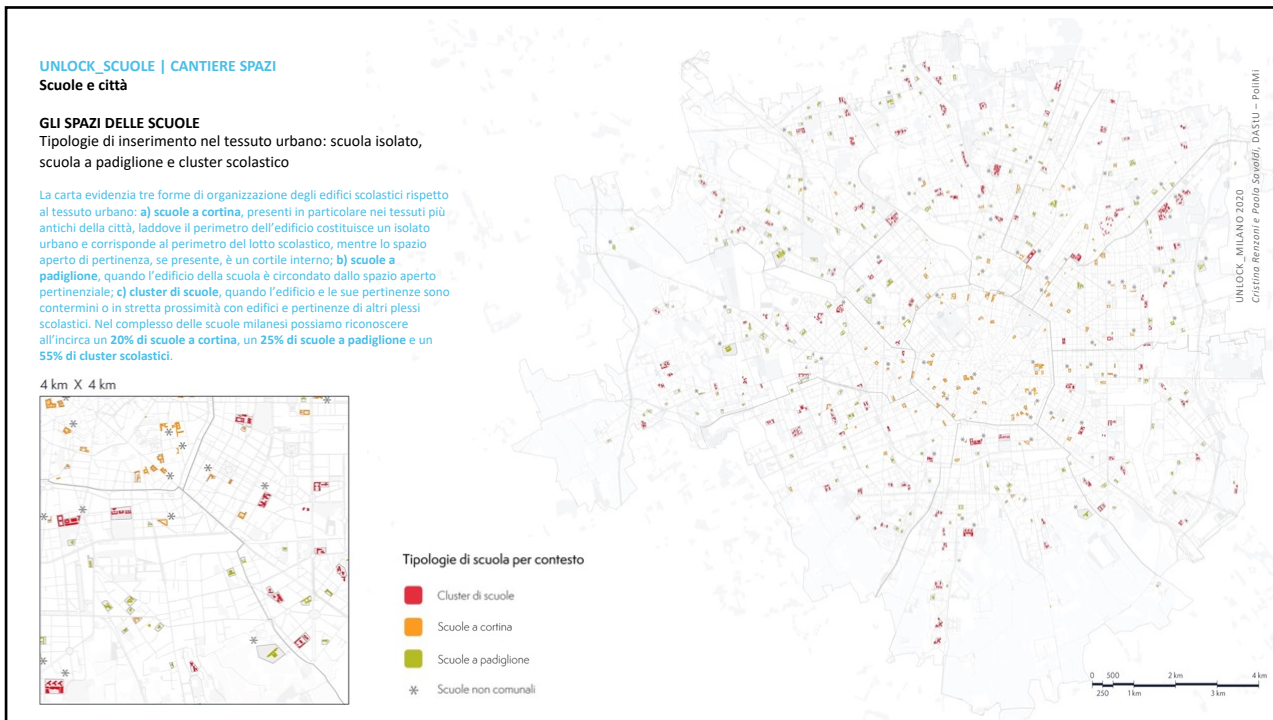 UNLOCK_SCUOLE | CANTIERE SPAZI
Scuole e città
GLI SPAZI DELLE SCUOLE
Tipologie di inserimento nel tessuto urbano: scuola isolato,
scuola a padiglione e cluster scolastico
La carta evidenzia tre forme di organizzazione degli edifici scolastici rispetto
al tessuto urbano: a) scuole a cortina, presenti in particolare nei tessuti più
antichi della città, laddove il perimetro dell'edificio costituisce un isolato
urbano e corrisponde al perimetro del lotto scolastico, mentre lo spazio
aperto di pertinenza, se presente, è un cortile interno; b) scuole a
padiglione, quando l'edificio della scuola è circondato dallo spazio aperto
pertinenziale; c) cluster di scuole, quando l'edificio e le sue pertinenze sono
contermini o in stretta prossimità con edifici e pertinenze di altri plessi
scolastici. Nel complesso delle scuole milanesi possiamo riconoscere
all'incirca un 20% di scuole a cortina, un 25% di scuole a padiglione e un
55% di cluster scolastici.
4 km X 4 km
Tipologie di scuola per contesto
Cluster di scuole
Scuole a cortina
Scuole a padiglione
Scuole non comunali
UNLOCK_MILANO 2020
Cristina Renzoni e Paola Savoldi, DAStU – PoliMi
0 500 2 km 4 km
250 1km 3 km